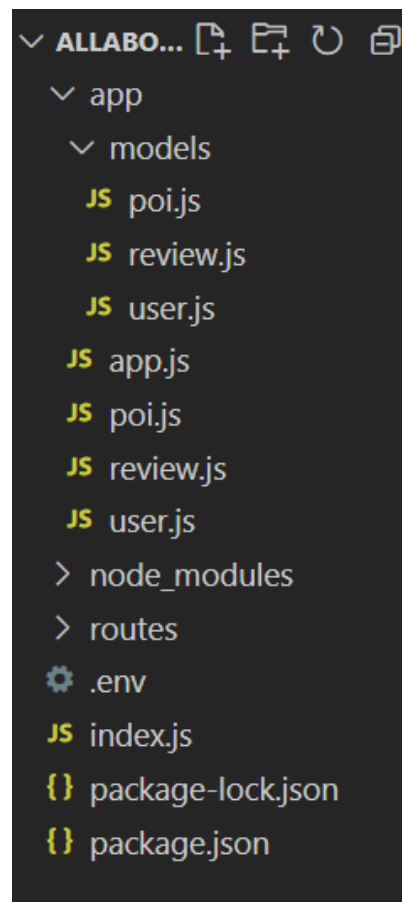 ALLABO...
app
models
JS poi.js
JS review.js
JS user.js
JS app.js
JS poi.js
JS review.js
JS user.js
node_modules
routes
.env
JS index.js
{} package-lock.json
{} package.json